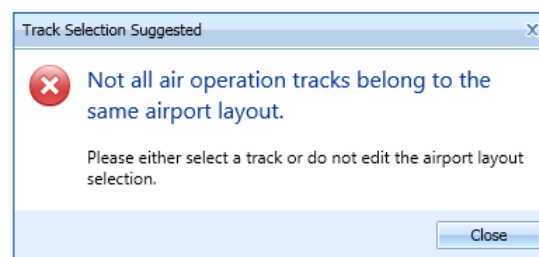 Track Selection Suggested
Not all air operation tracks belong to the
same airport layout.
Please either select a track or do not edit the airport layout
selection.
Close